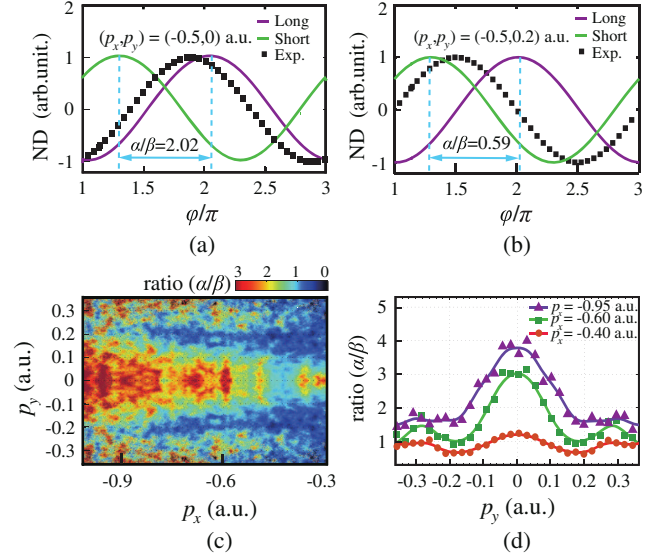 (a)
(p_x,p_y) = (-0.5,0) a.u.
Long
Short
Exp.
ND (arb.unit.)
1
0
-1
α/β=2.02
1 1.5 2 2.5 3
φ/π
(a)
(b)
(p_x,p_y) = (-0.5,0.2) a.u.
Long
Short
Exp.
ND (arb.unit.)
1
0
-1
α/β=0.59
1 1.5 2 2.5 3
φ/π
(b)
ratio (α/β) 3 2 1 0
p_y (a.u.)
0.3
0.2
0.1
0
-0.1
-0.2
-0.3
-0.9 -0.6 -0.3
p_x (a.u.)
(c)
ratio (α/β)
5
4
3
2
1
p_x= -0.95 a.u.
p_x= -0.60 a.u.
p_x= -0.40 a.u.
-0.3 -0.2 -0.1 0 0.1 0.2 0.3
p_y (a.u.)
(d)